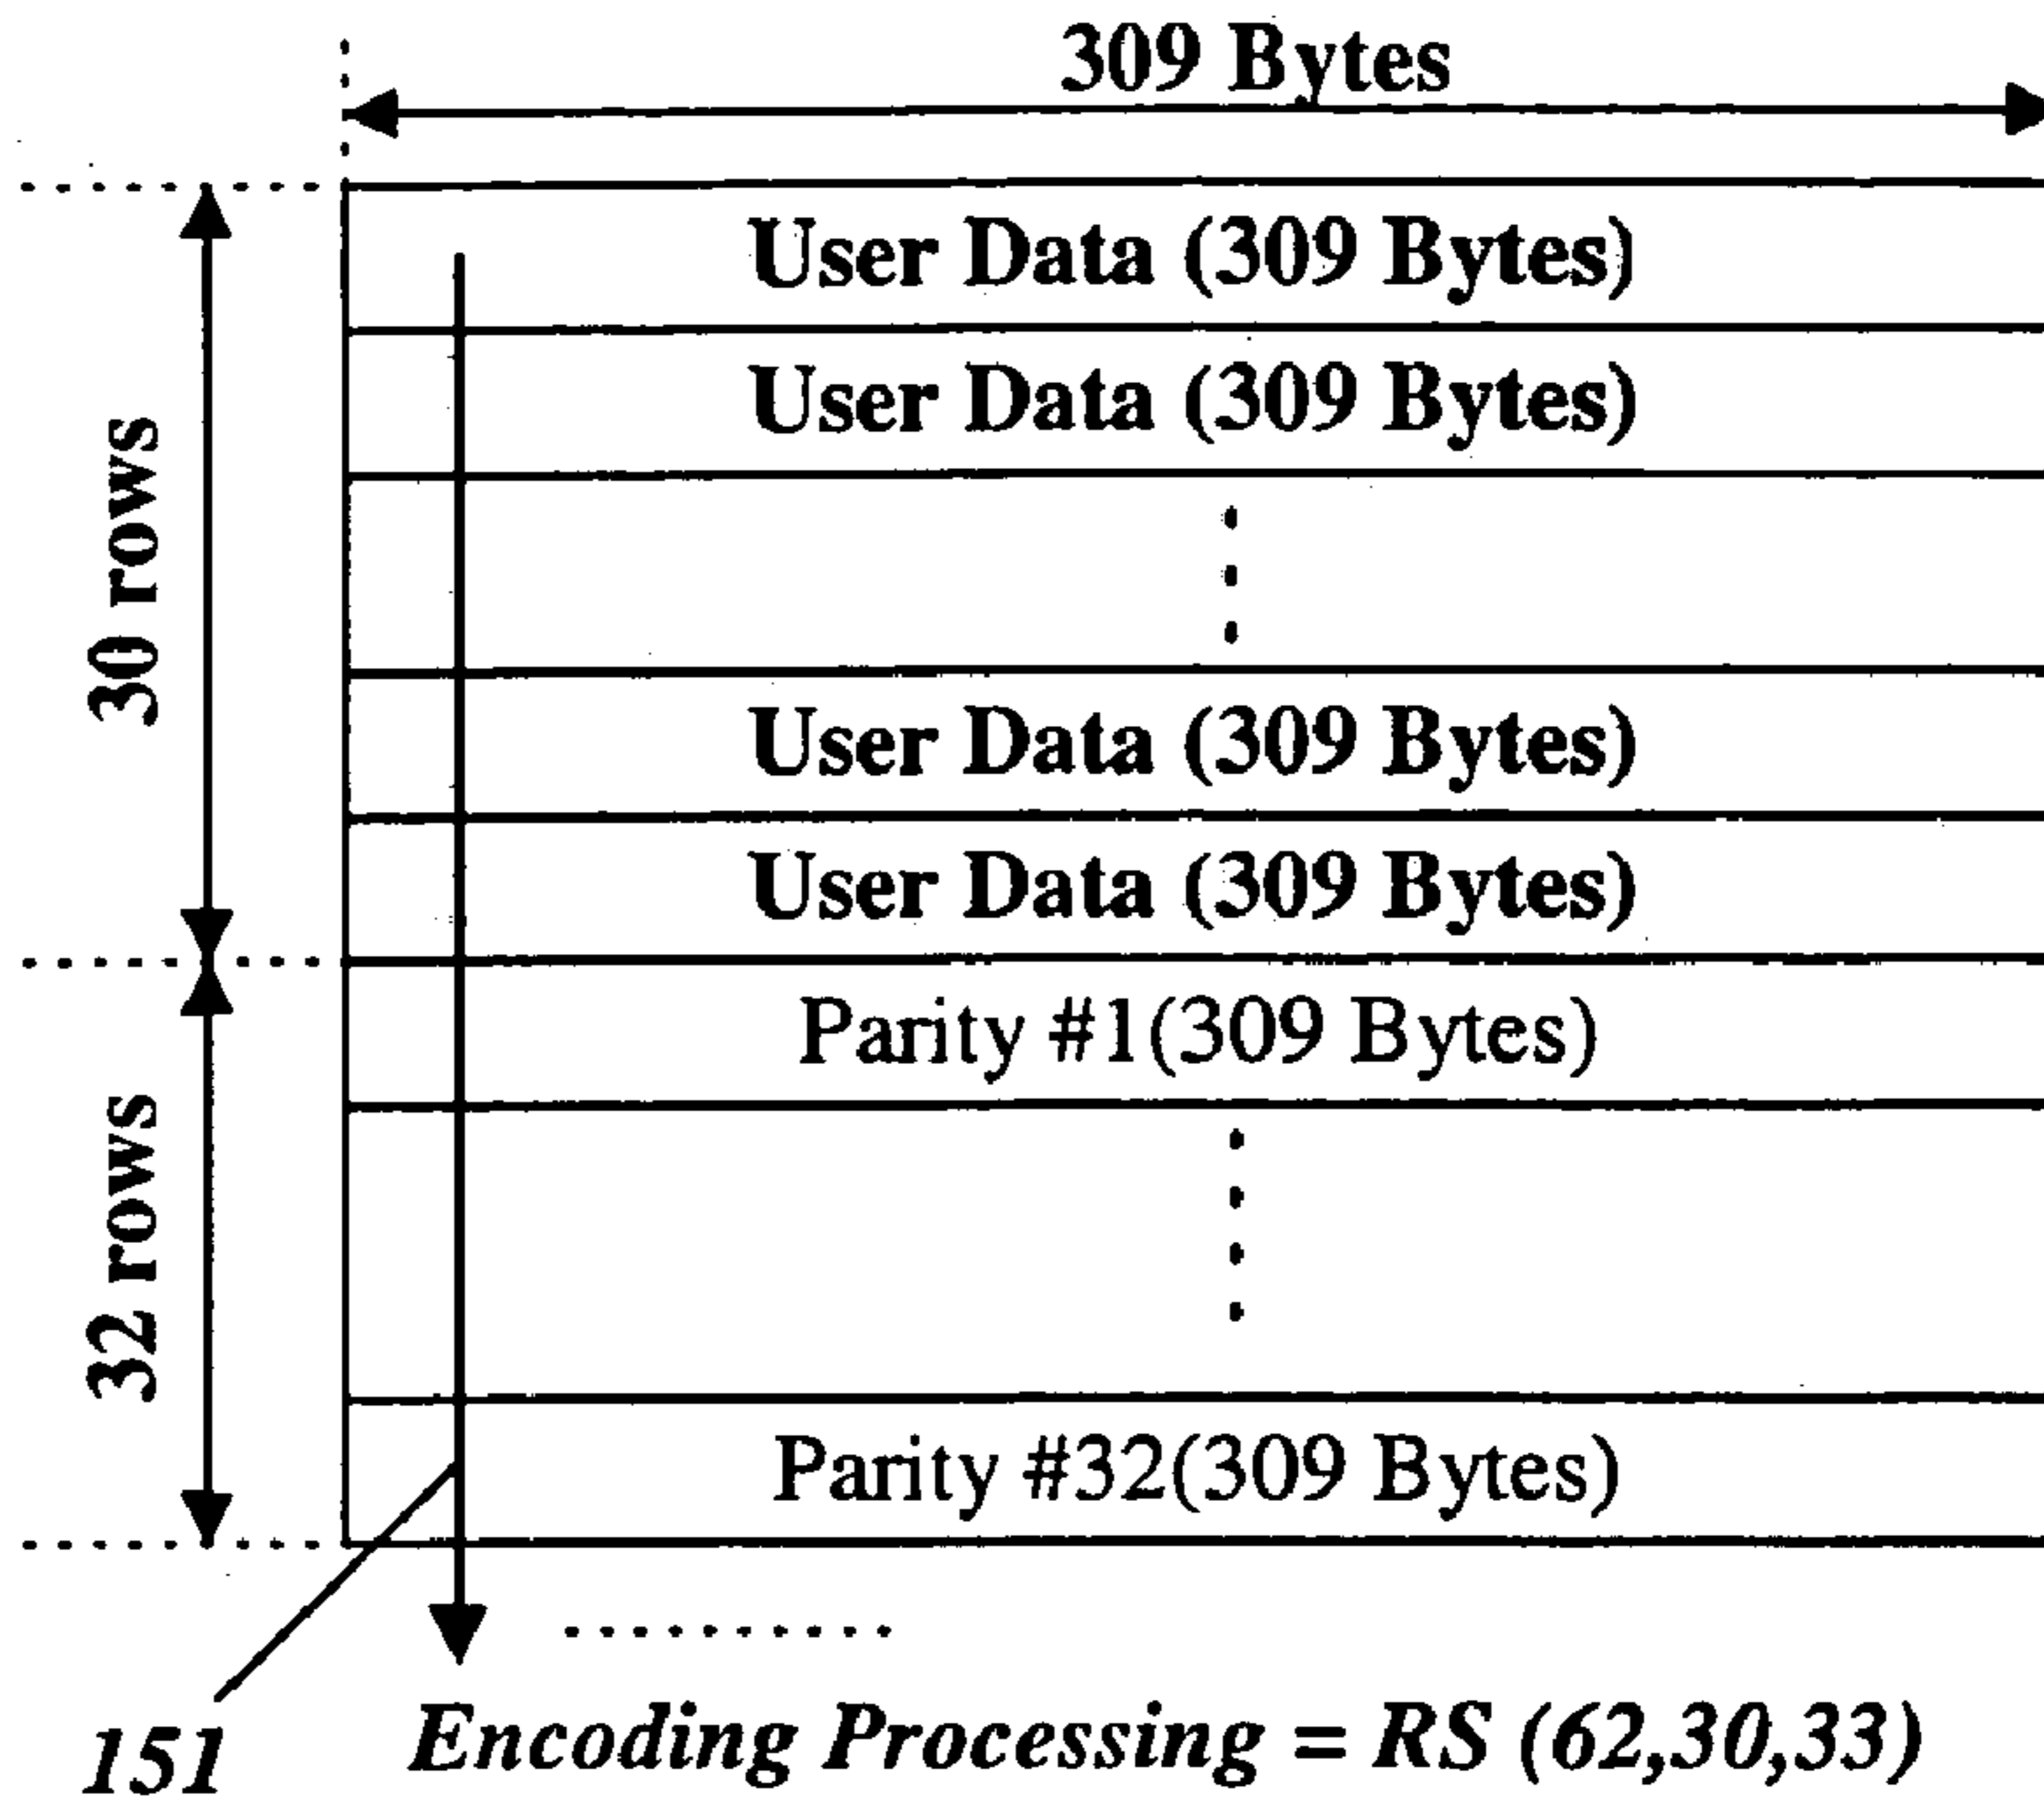 309 Bytes
User Data (309 Bytes)
User Data (309 Bytes)
30 rows
User Data (309 Bytes)
User Data (309 Bytes)
Parity #1(309 Bytes)
32 rows
Parity #32(309 Bytes)
151
Encoding Processing = RS (62,30,33)